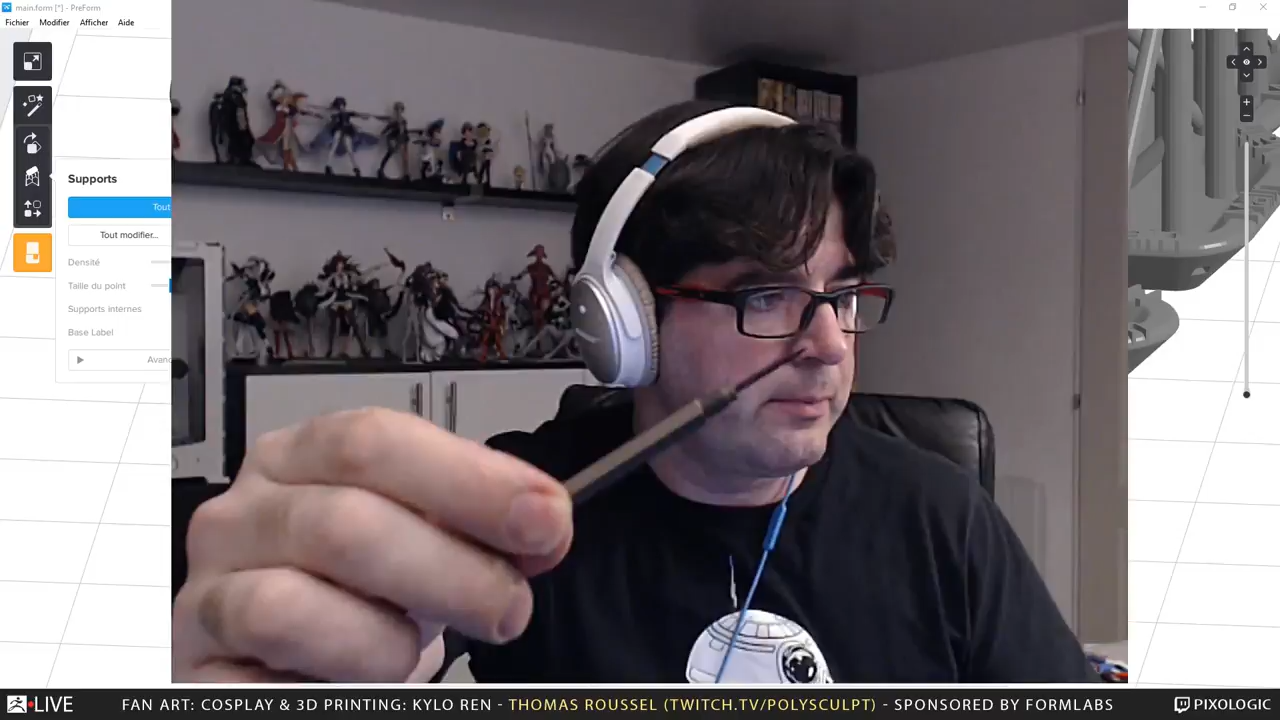 main.form [*] - PreForm
Fichier Modifier Afficher Aide
Supports
Tout
Tout modifier...
Densité
Taille du point
Supports internes
Base Label
LIVE FAN ART: COSPLAY & 3D PRINTING: KYLO REN - THOMAS ROUSSEL (TWITCH.TV/POLYSCULPT) - SPONSORED BY FORMLABS PIXOLOGIC